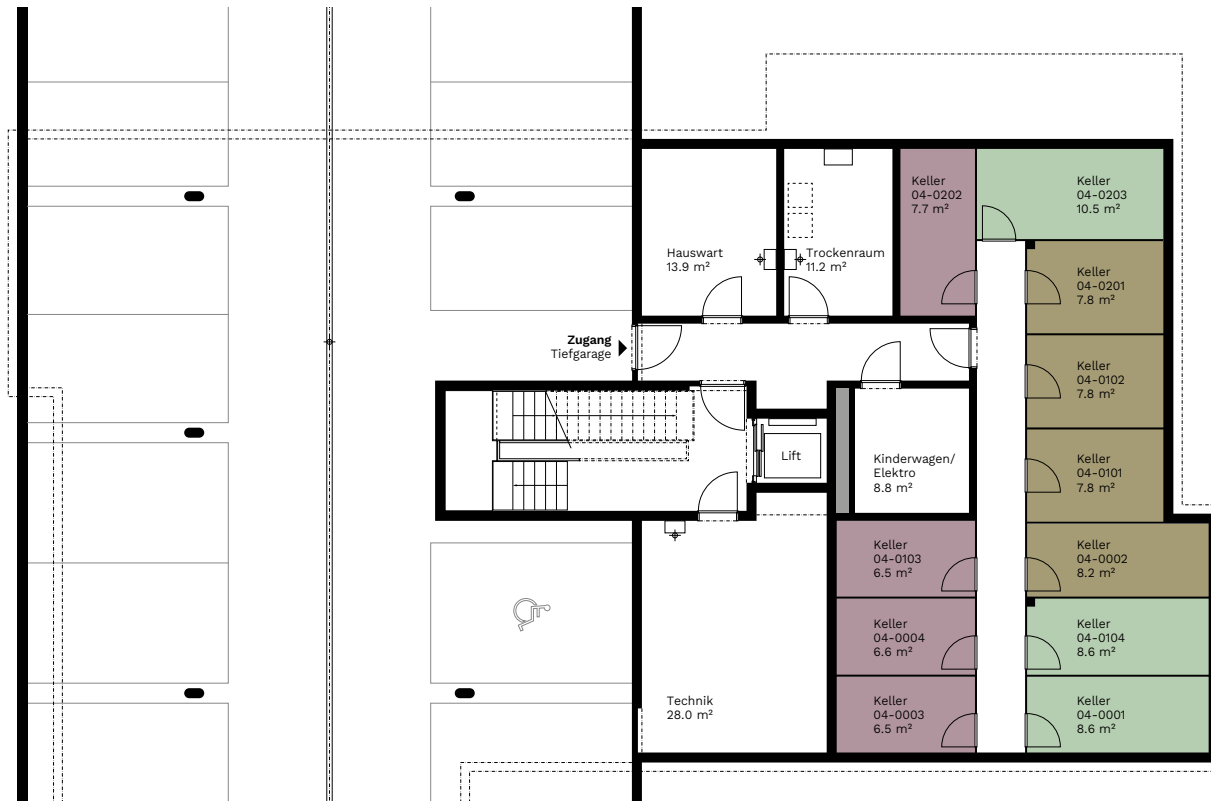 Keller
04-0202
7.7 m²
Keller
04-0203
10.5 m²
Hauswart
13.9 m²
Trockenraum
11.2 m²
Keller
04-0201
7.8 m²
Zugang
Tiefgarage
Keller
04-0102
7.8 m²
Lift
Kinderwagen/
Elektro
8.8 m²
Keller
04-0101
7.8 m²
Keller
04-0103
6.5 m²
Keller
04-0002
8.2 m²
Keller
04-0004
6.6 m²
Keller
04-0104
8.6 m²
Technik
28.0 m²
Keller
04-0003
6.5 m²
Keller
04-0001
8.6 m²